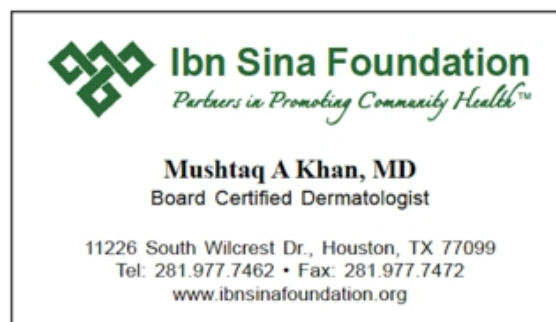 Ibn Sina Foundation
Partners in Promoting Community Health™
Mushtaq A Khan, MD
Board Certified Dermatologist
11226 South Wilcrest Dr., Houston, TX 77099
Tel: 281.977.7462 • Fax: 281.977.7472
www.ibnsinafoundation.org